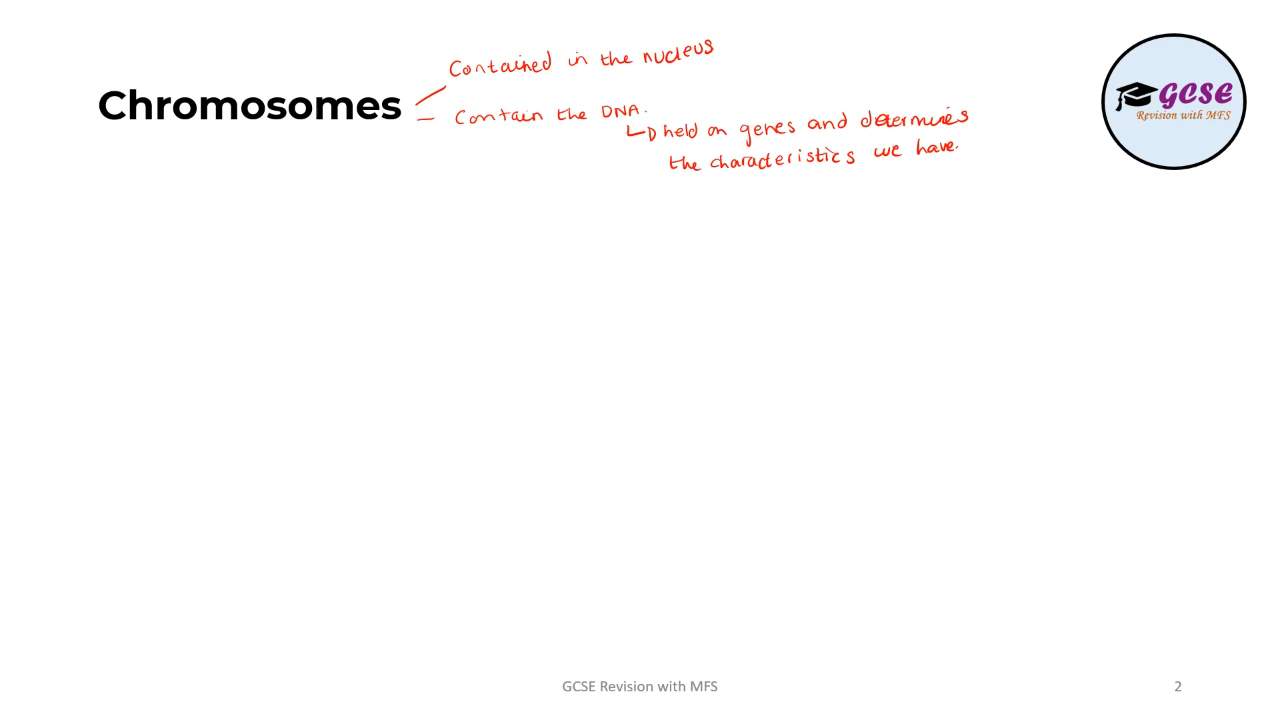 Contained in the nucleus
Chromosomes
Contain the DNA.
held on genes and determines
the characteristics we have.
GCSE
Revision with MFS
GCSE Revision with MFS
2